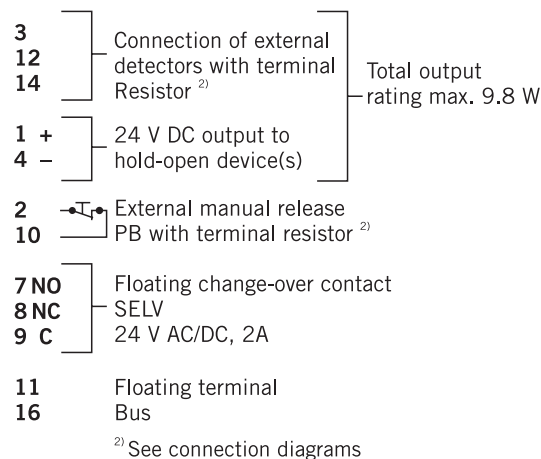 3
12
14
Connection of external
detectors with terminal
Resistor 2)
1 +
4 –
24 V DC output to
hold-open device(s)
Total output
rating max. 9.8 W
2
10
External manual release
PB with terminal resistor 2)
7 NO
8 NC
9 C
Floating change-over contact
SELV
24 V AC/DC, 2A
11 Floating terminal
16 Bus
2) See connection diagrams